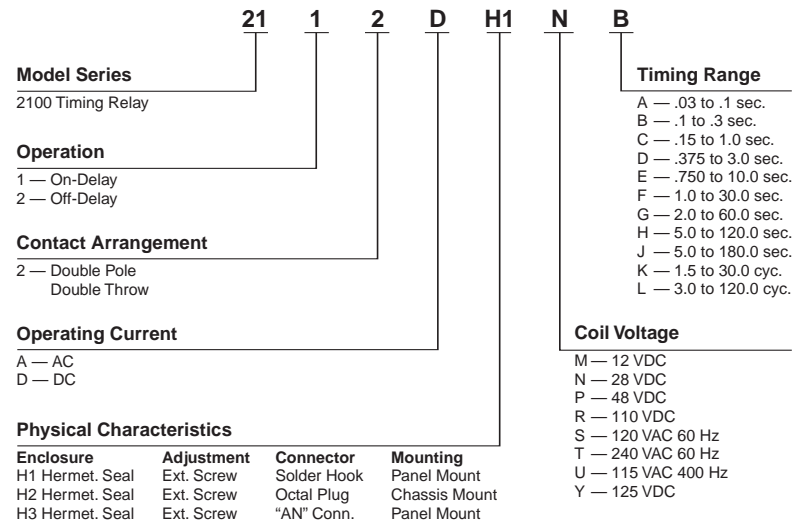 21 1 2 D H1 N B
Model Series
2100 Timing Relay
Operation
1 — On-Delay
2 — Off-Delay
Contact Arrangement
2 — Double Pole
Double Throw
Operating Current
A — AC
D — DC
Physical Characteristics
Enclosure Adjustment Connector Mounting
H1 Hermet. Seal Ext. Screw Solder Hook Panel Mount
H2 Hermet. Seal Ext. Screw Octal Plug Chassis Mount
H3 Hermet. Seal Ext. Screw “AN” Conn. Panel Mount
Timing Range
A — .03 to .1 sec.
B — .1 to .3 sec.
C — .15 to 1.0 sec.
D — .375 to 3.0 sec.
E — .750 to 10.0 sec.
F — 1.0 to 30.0 sec.
G — 2.0 to 60.0 sec.
H — 5.0 to 120.0 sec.
J — 5.0 to 180.0 sec.
K — 1.5 to 30.0 cyc.
L — 3.0 to 120.0 cyc.
Coil Voltage
M — 12 VDC
N — 28 VDC
P — 48 VDC
R — 110 VDC
S — 120 VAC 60 Hz
T — 240 VAC 60 Hz
U — 115 VAC 400 Hz
Y — 125 VDC